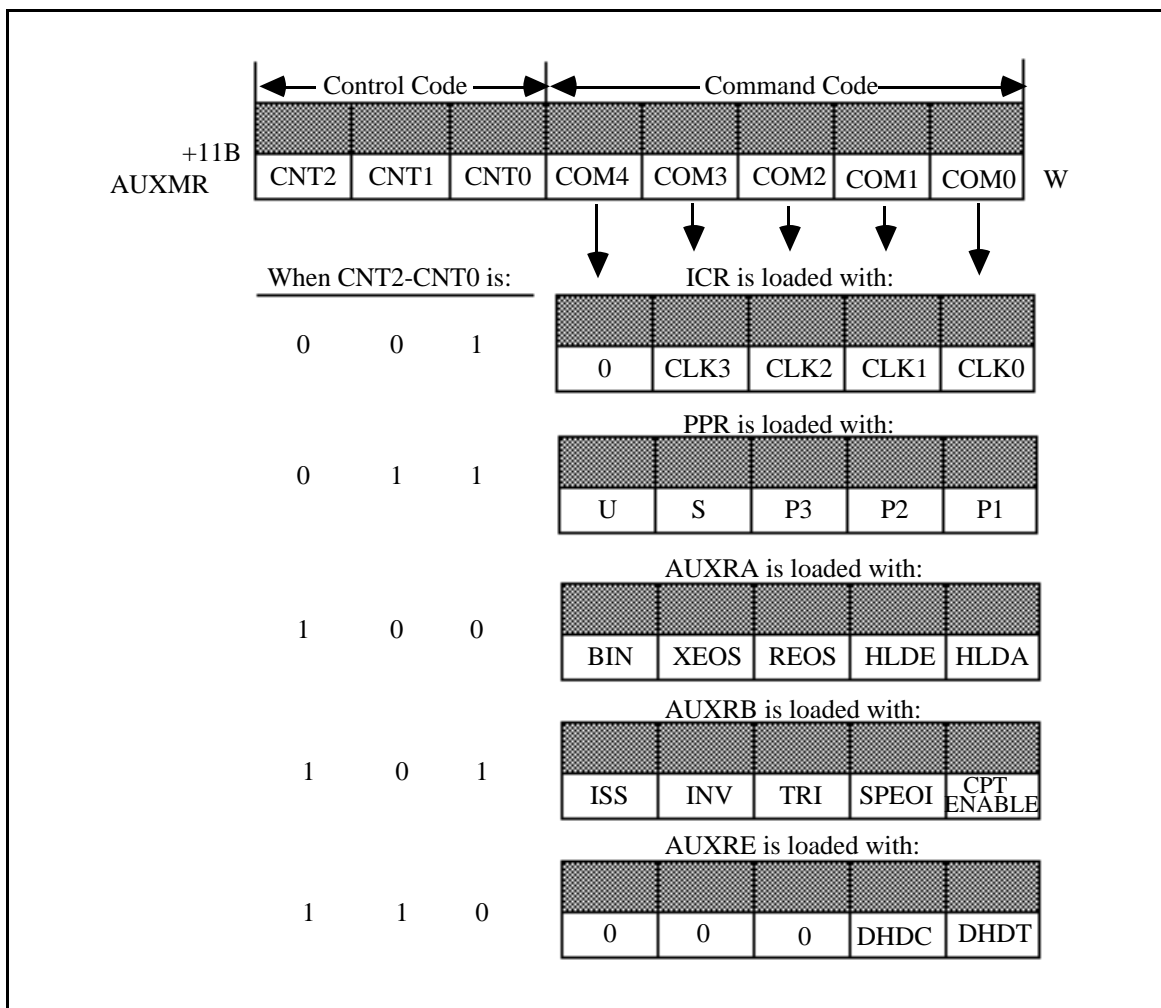 Control Code Command Code
+11B
AUXMR CNT2 CNT1 CNT0 COM4 COM3 COM2 COM1 COM0 W
When CNT2-CNT0 is: ICR is loaded with:
0 0 1
0 CLK3 CLK2 CLK1 CLK0
PPR is loaded with:
0 1 1
U S P3 P2 P1
AUXRA is loaded with:
1 0 0
BIN XEOS REOS HLDE HLDA
AUXRB is loaded with:
1 0 1
ISS INV TRI SPEOI CPT ENABLE
AUXRE is loaded with:
1 1 0
0 0 0 DHDC DHDT